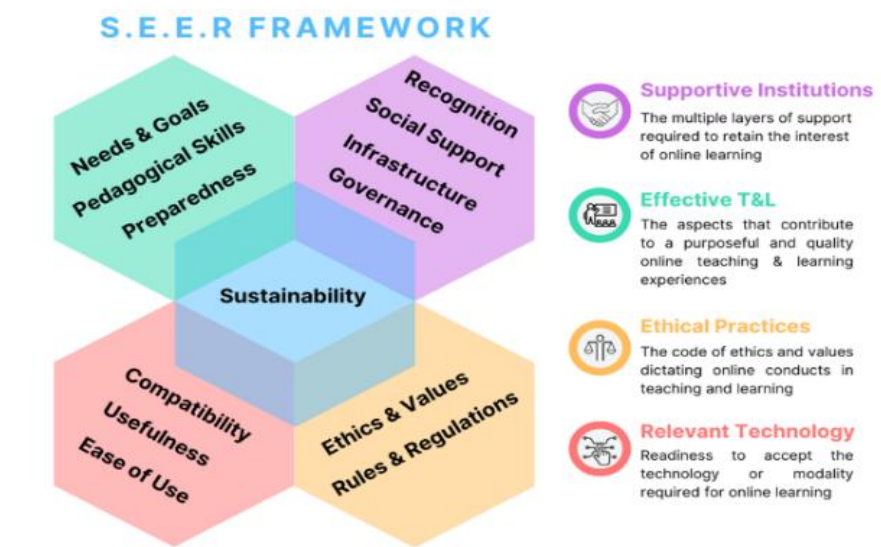 S.E.E.R FRAMEWORK
Needs & Goals
Pedagogical Skills
Preparedness
Recognition
Social Support
Infrastructure
Governance
Sustainability
Compatibility
Usefulness
Ease of Use
Ethics & Values
Rules & Regulations
Supportive Institutions
The multiple layers of support
required to retain the interest
of online learning
Effective T&L
The aspects that contribute
to a purposeful and quality
online teaching & learning
experiences
Ethical Practices
The code of ethics and values
dictating online conducts in
teaching and learning
Relevant Technology
Readiness to accept the
technology or modality
required for online learning